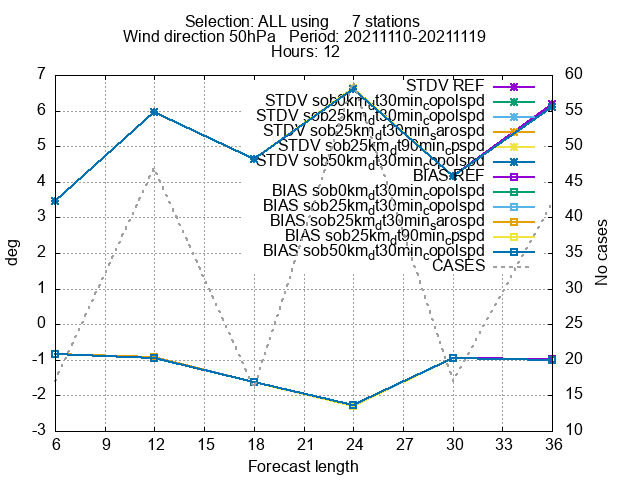 Selection: ALL using 7 stations
Wind direction 50hPa Period: 20211110-20211119
Hours: 12
7
6
5
4
3
2
1
0
-1
-2
-3
deg
60
55
50
45
40
35
30
25
20
15
10
No cases
STDV REF
STDV sob0km_dt30min_copolspd
STDV sob25km_dt30min_copolspd
STDV sob25km_dt30min_sarospd
STDV sob25km_dt90min_cpspd
STDV sob50km_dt30min_copolspd
BIAS REF
BIAS sob0km_dt30min_copolspd
BIAS sob25km_dt30min_copolspd
BIAS sob25km_dt30min_sarospd
BIAS sob25km_dt90min_cpspd
BIAS sob50km_dt30min_copolspd
CASES
6 9 12 15 18 21 24 27 30 33 36
Forecast length